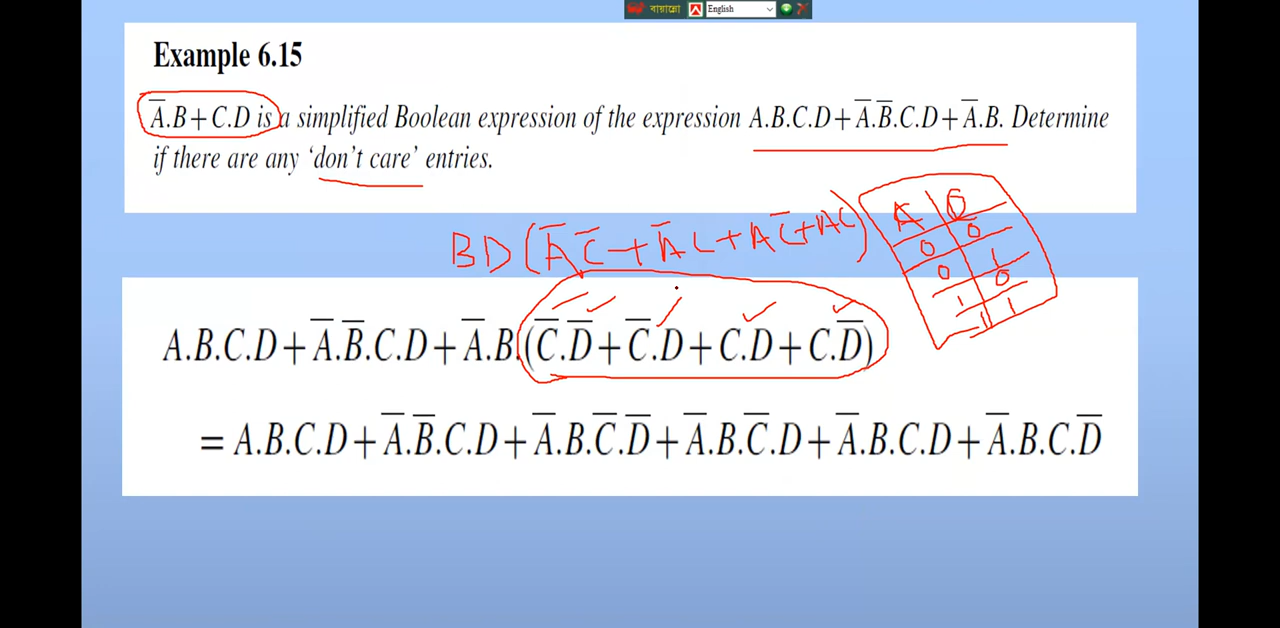 বায়ান্নো English
Example 6.15
A̅.B+C.D is a simplified Boolean expression of the expression A.B.C.D+A̅.B̅.C.D+A̅.B. Determine
if there are any ‘don’t care’ entries.
BD(A̅C̅+A̅C+AC̅+AC)
A.B.C.D+A̅.B̅.C.D+A̅.B.(C̅.D̅+C̅.D+C.D+C.D̅)
=A.B.C.D+A̅.B̅.C.D+A̅.B.C̅.D̅+A̅.B.C̅.D+A̅.B.C.D+A̅.B.C.D̅
0 0
0 1
1 0
1 1